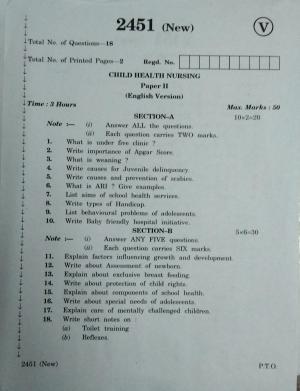 2451 (New)
V
Total No. of Questions—18
Total No. of Printed Pages—2 Regd. No.
CHILD HEALTH NURSING
Paper II
(English Version)
Time : 3 Hours Max. Marks : 50
SECTION-A 10×2=20
Note :— (i) Answer ALL the questions.
(ii) Each question carries TWO marks.
1. What is under five clinic ?
2. Write importance of Apgar Score.
3. What is weaning ?
4. Write causes for Juvenile delinquency.
5. Write causes and prevention of scabies.
6. What is ARI ? Give examples.
7. List aims of school health services.
8. Write types of Handicap.
9. List behavioural problems of adolescents.
10. Write Baby friendly hospital initiative.
SECTION-B 5×6=30
Note :— (i) Answer ANY FIVE questions.
(ii) Each question carries SIX marks.
11. Explain factors influencing growth and development.
12. Write about Assessment of newborn.
13. Explain about exclusive breast feeding.
14. Write about protection of child rights.
15. Explain about components of school health.
16. Write about special needs of adolescents.
17. Explain care of mentally challenged children.
18. Write short notes on :
(a) Toilet training
(b) Reflexes.
2451 (New) P.T.O.